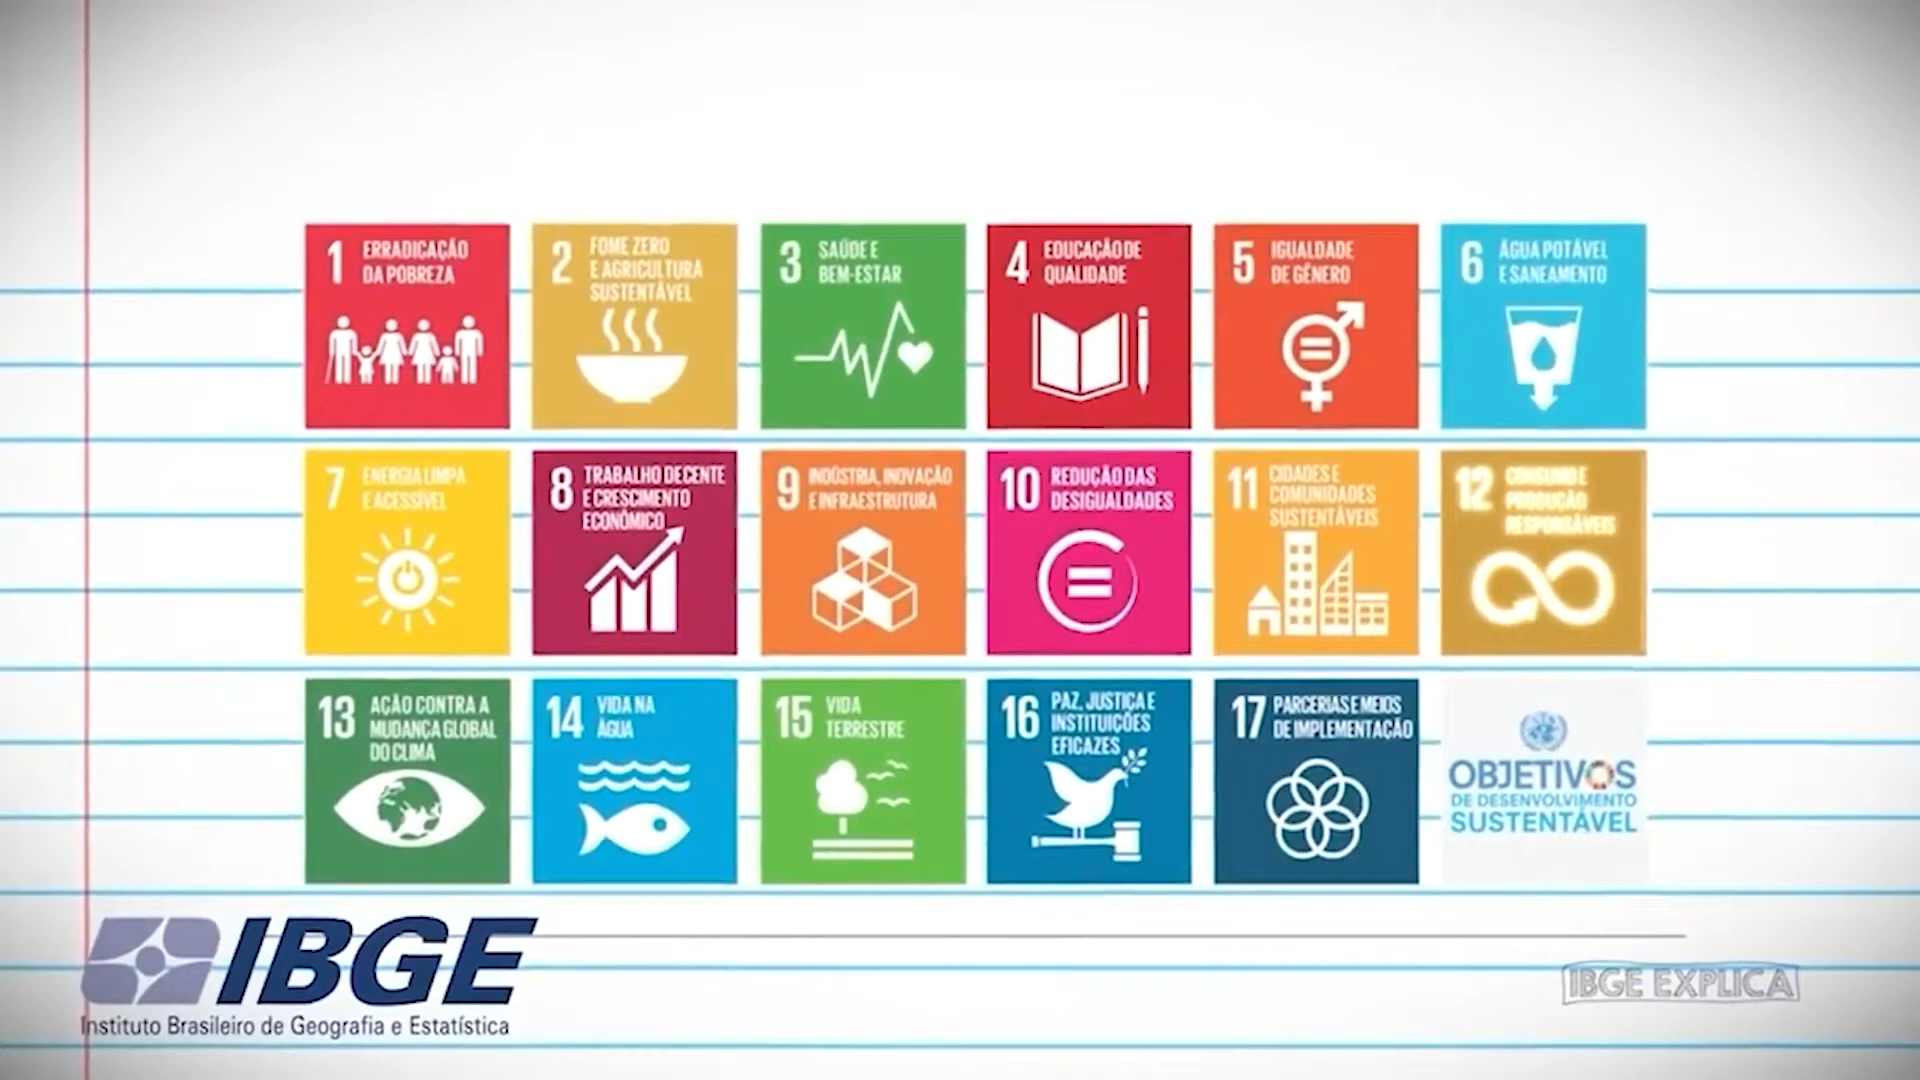 1 ERRADICAÇÃO
DA POBREZA
2 FOME ZERO
E AGRICULTURA
SUSTENTÁVEL
3 SAÚDE E
BEM-ESTAR
4 EDUCAÇÃO DE
QUALIDADE
5 IGUALDADE
DE GÊNERO
6 ÁGUA POTÁVEL
E SANEAMENTO
7 ENERGIA LIMPA
E ACESSÍVEL
8 TRABALHO DECENTE
E CRESCIMENTO
ECONÔMICO
9 INDÚSTRIA, INOVAÇÃO
E INFRAESTRUTURA
10 REDUÇÃO DAS
DESIGUALDADES
11 CIDADES E
COMUNIDADES
SUSTENTÁVEIS
12 CONSUMO E
PRODUÇÃO
RESPONSÁVEIS
13 AÇÃO CONTRA A
MUDANÇA GLOBAL
DO CLIMA
14 VIDA NA
ÁGUA
15 VIDA
TERRESTRE
16 PAZ, JUSTIÇA E
INSTITUIÇÕES
EFICAZES
17 PARCERIAS E MEIOS
DE IMPLEMENTAÇÃO
OBJETIVOS
DE DESENVOLVIMENTO
SUSTENTÁVEL
IBGE
Instituto Brasileiro de Geografia e Estatística
IBGE EXPLICA